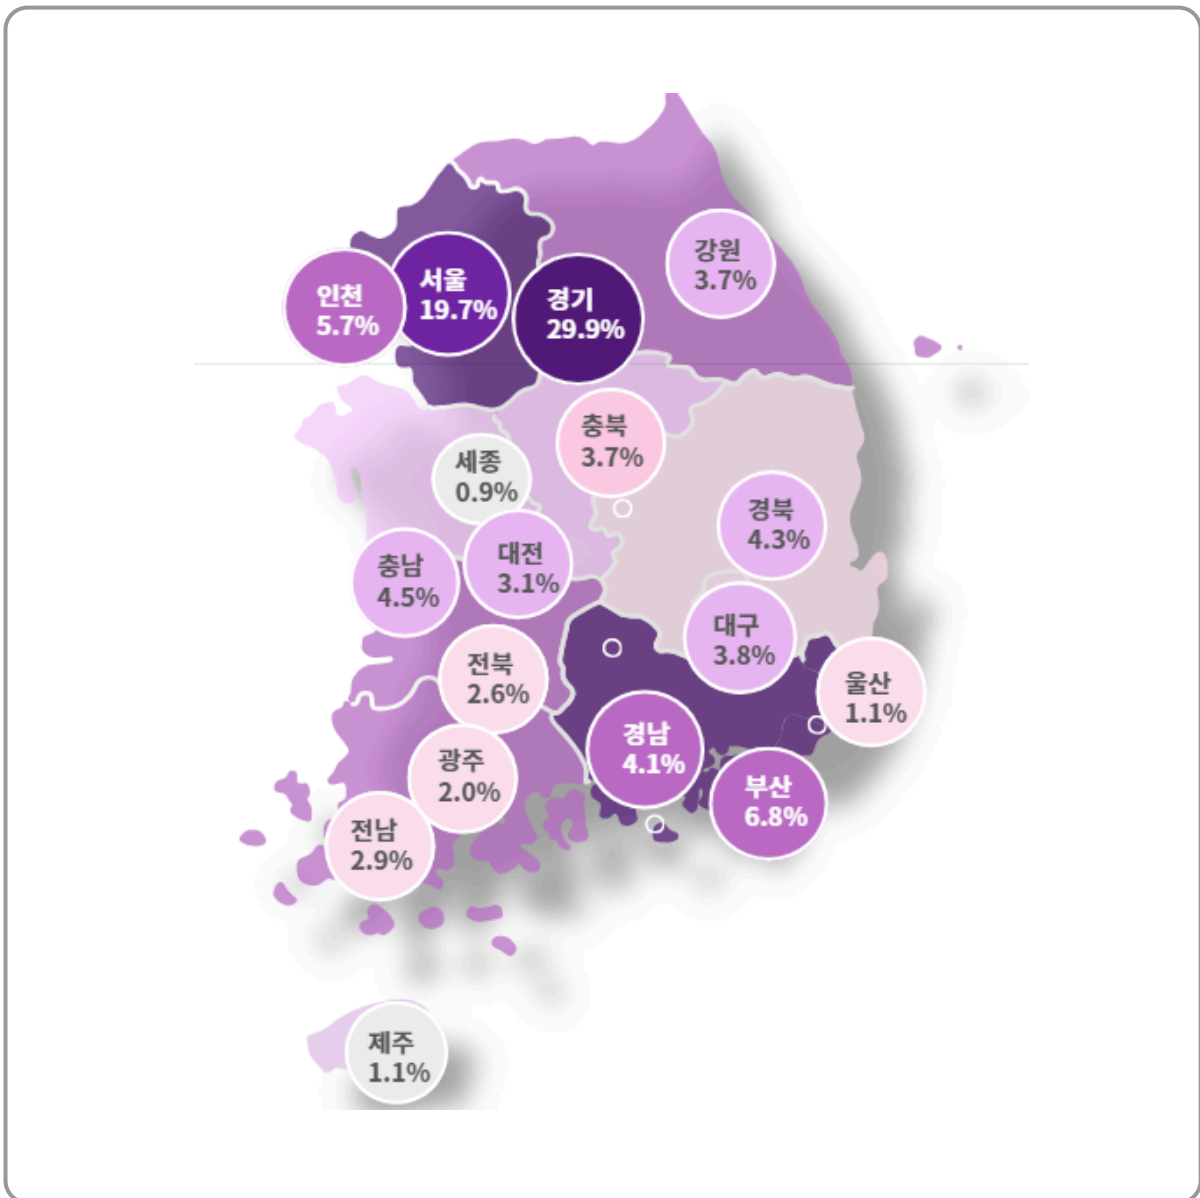 강원
3.7%
서울
19.7%
인천
5.7%
경기
29.9%
충북
3.7%
세종
0.9%
경북
4.3%
대전
3.1%
충남
4.5%
대구
3.8%
전북
2.6%
울산
1.1%
경남
4.1%
광주
2.0%
부산
6.8%
전남
2.9%
제주
1.1%